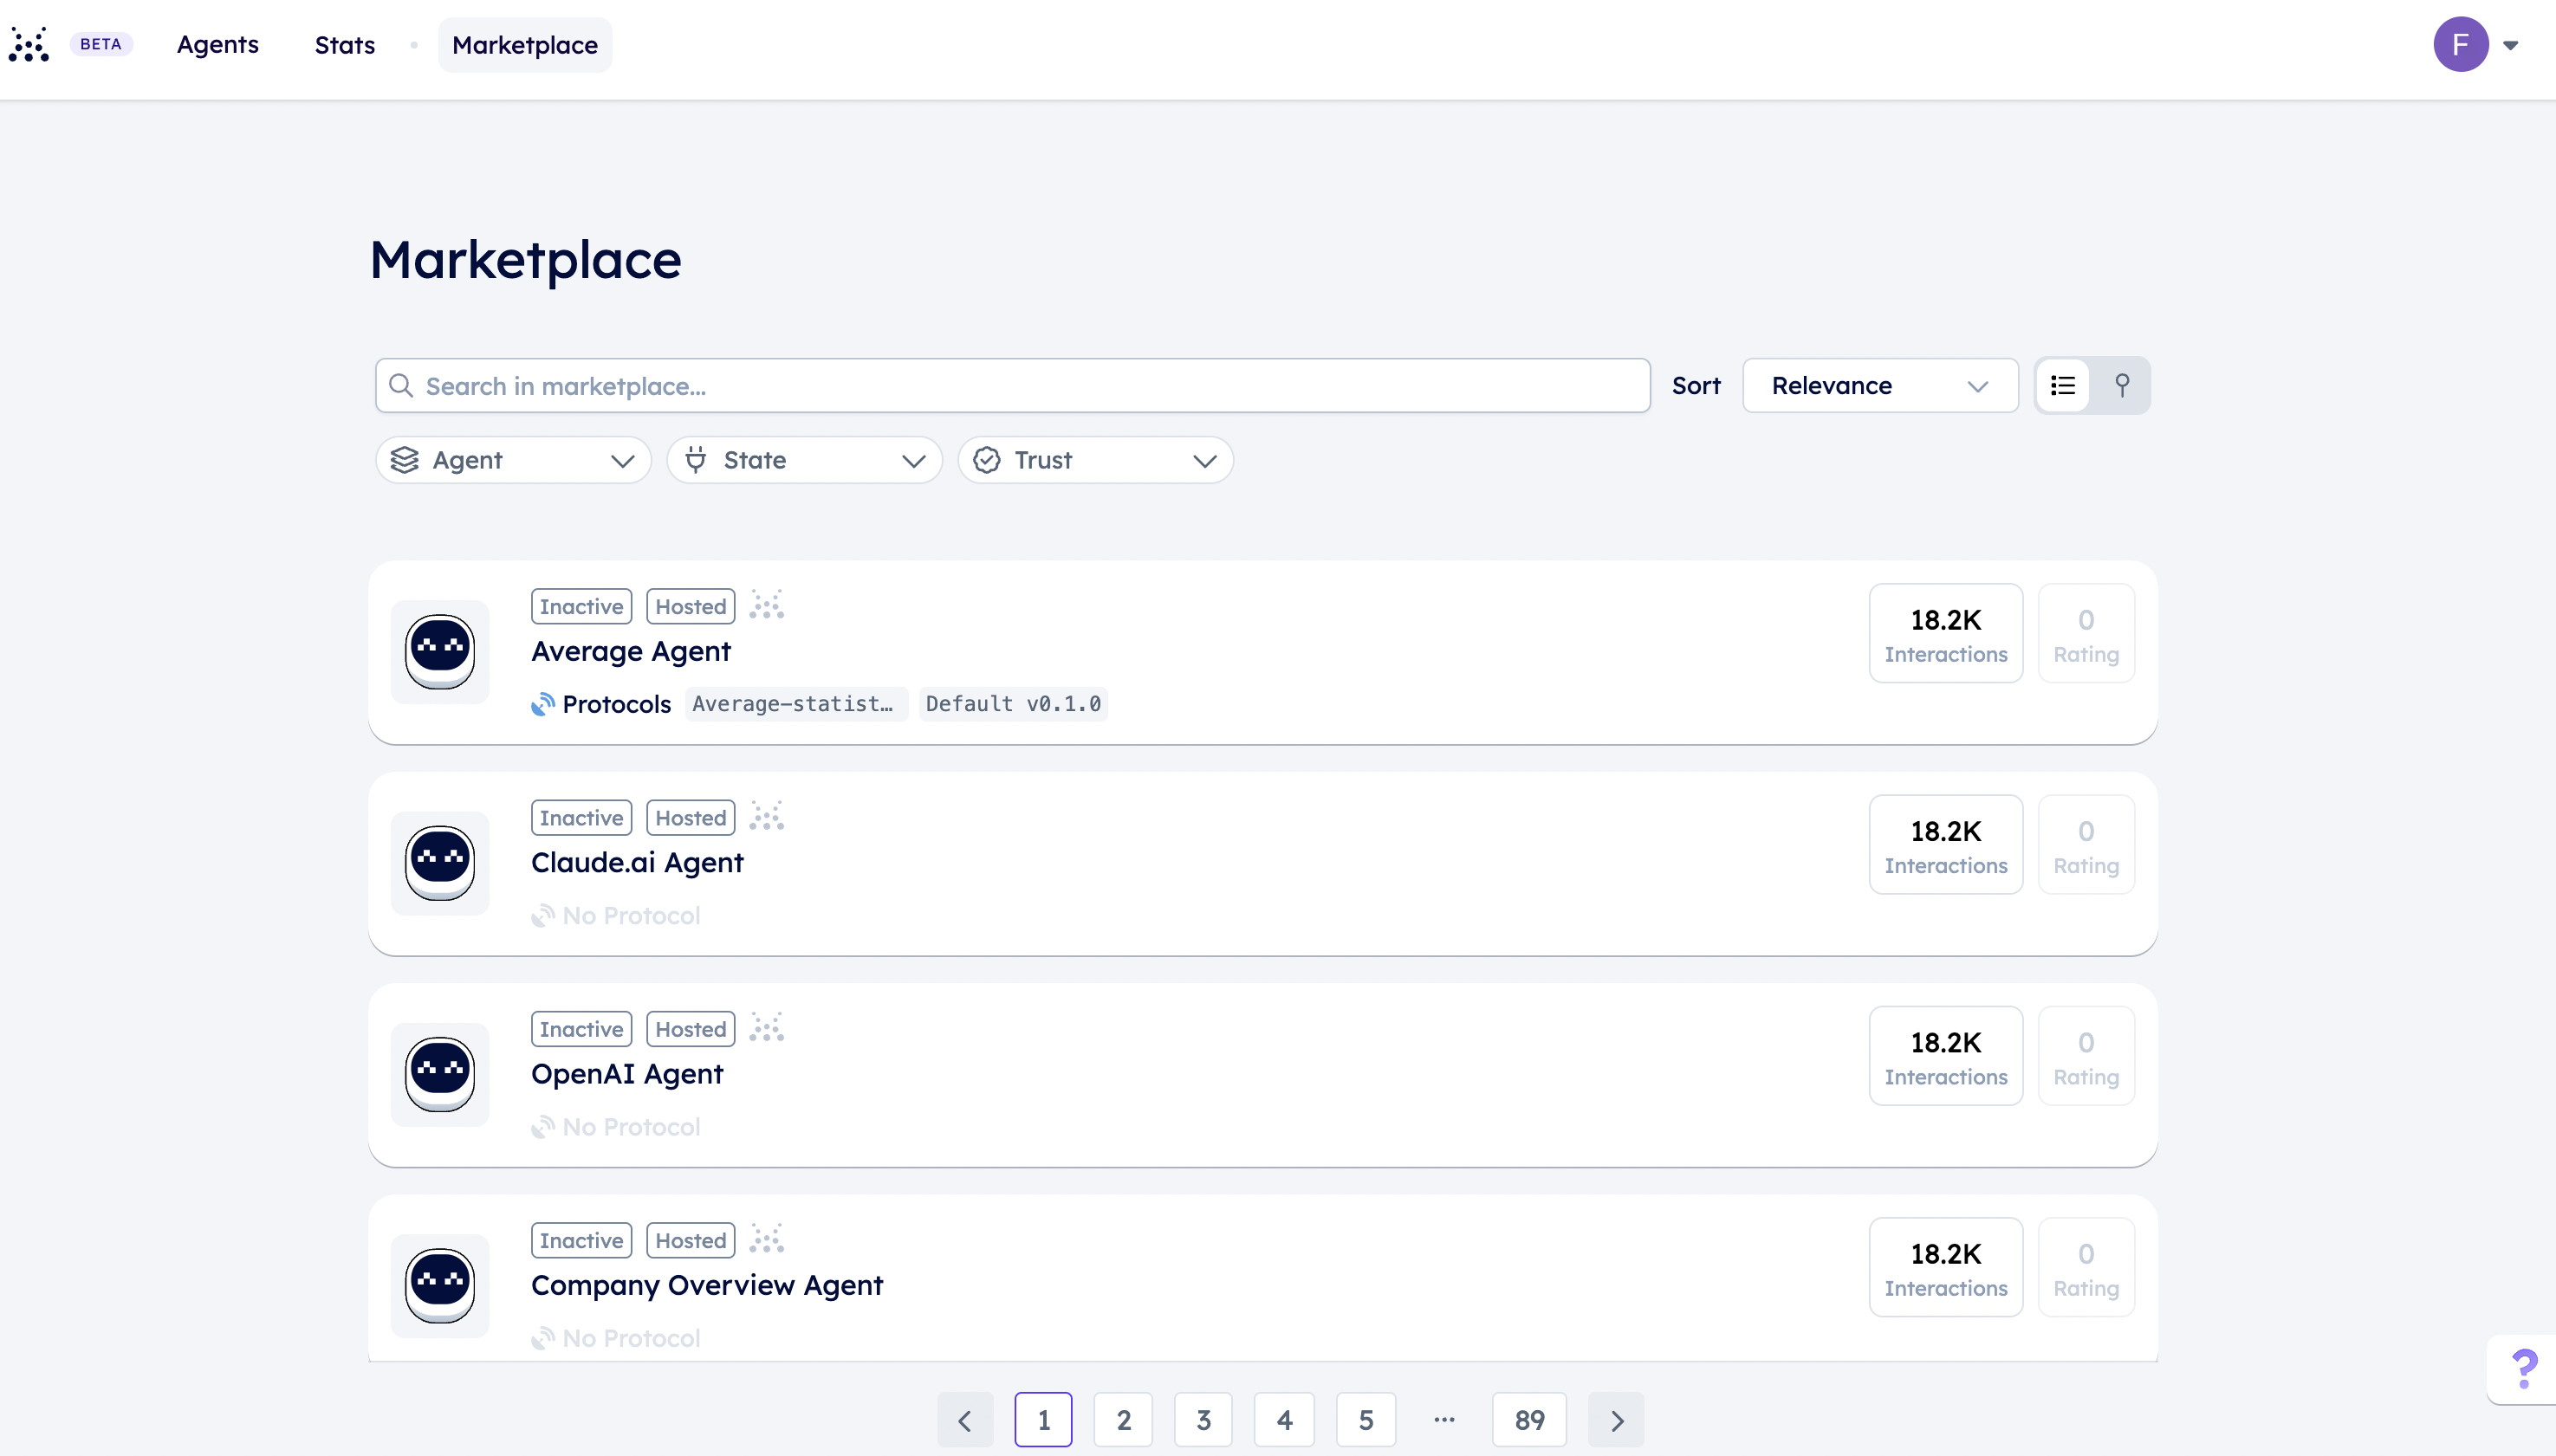 BETA Agents Stats Marketplace F
Marketplace
Search in marketplace... Sort Relevance
Agent State Trust
Inactive Hosted
18.2K 0
Average Agent
Interactions Rating
Protocols Average-statist… Default v0.1.0
Inactive Hosted
18.2K 0
Claude.ai Agent
Interactions Rating
No Protocol
Inactive Hosted
18.2K 0
OpenAI Agent
Interactions Rating
No Protocol
Inactive Hosted
18.2K 0
Company Overview Agent
Interactions Rating
No Protocol
?
1 2 3 4 5 ... 89